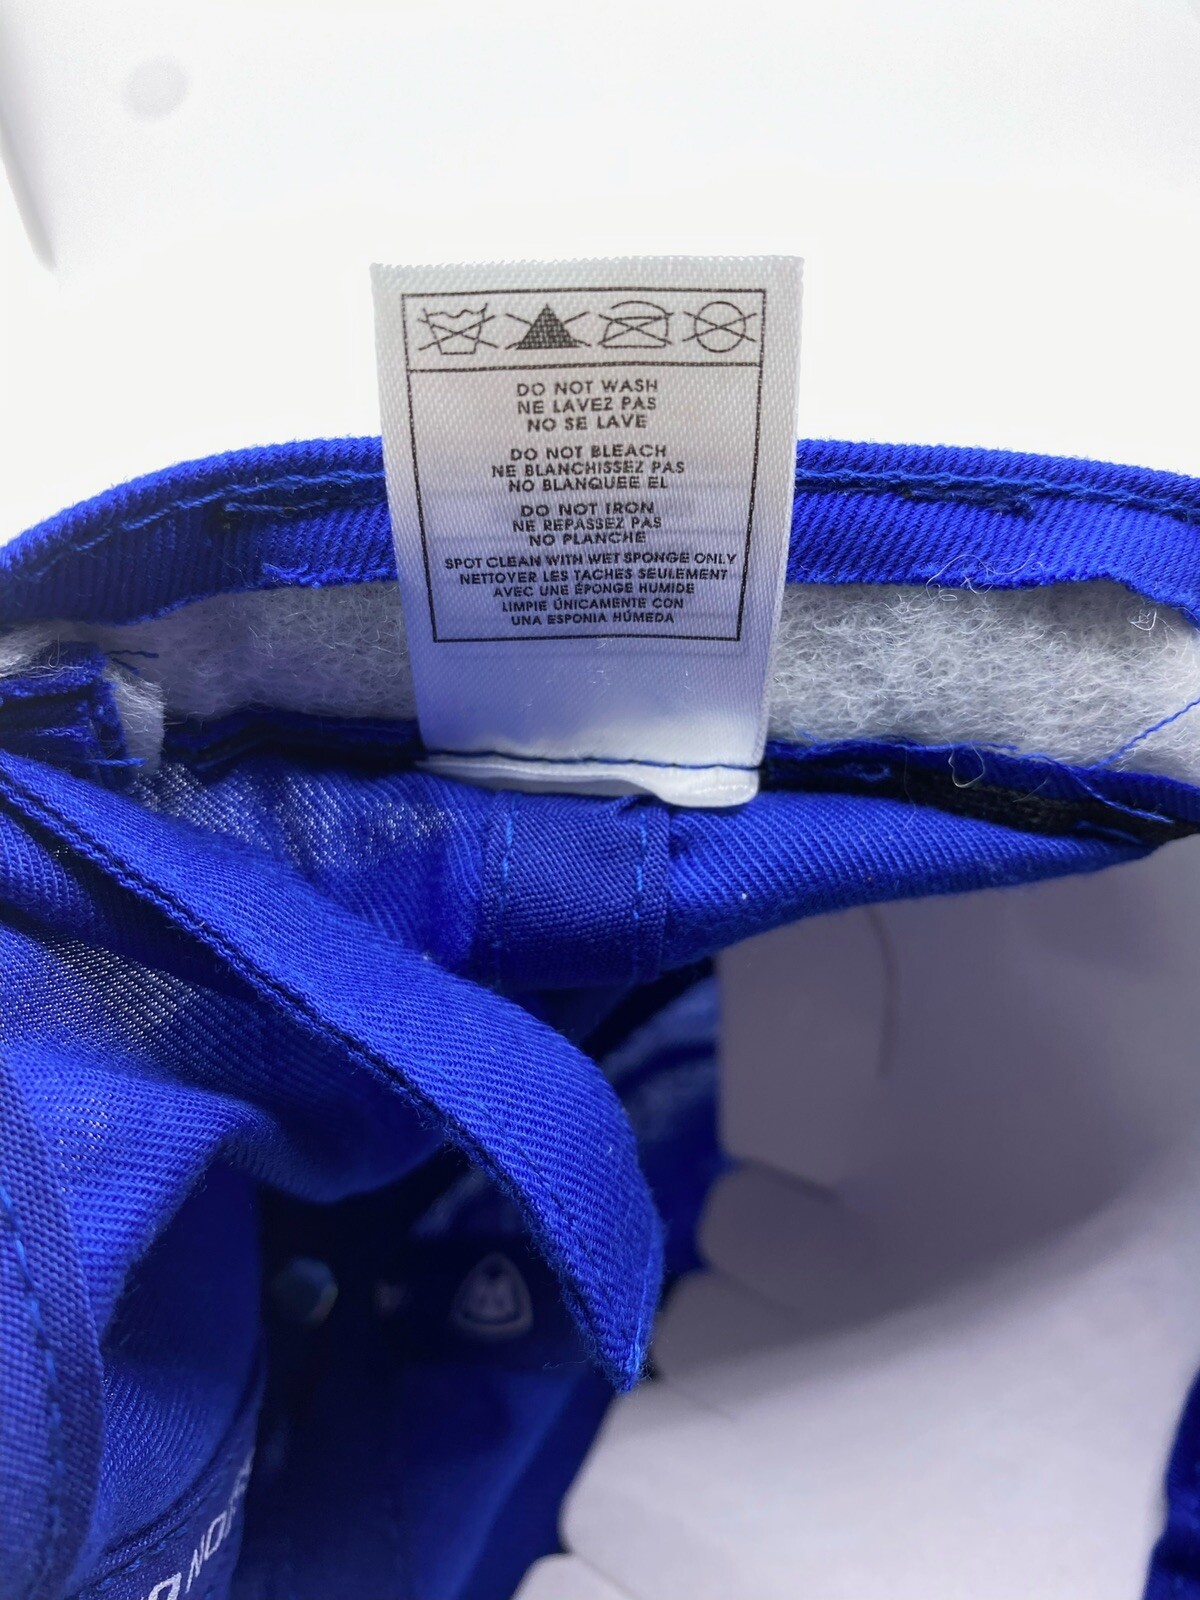 DO NOT WASH
NE LAVEZ PAS
NO SE LAVE
DO NOT BLEACH
NE BLANCHISSEZ PAS
NO BLANQUEE EL
DO NOT IRON
NE REPASSEZ PAS
NO PLANCHE
SPOT CLEAN WITH WET SPONGE ONLY
NETTOYER LES TACHES SEULEMENT
AVEC UNE ÉPONGE HUMIDE
LIMPIE ÚNICAMENTE CON
UNA ESPONJA HÚMEDA